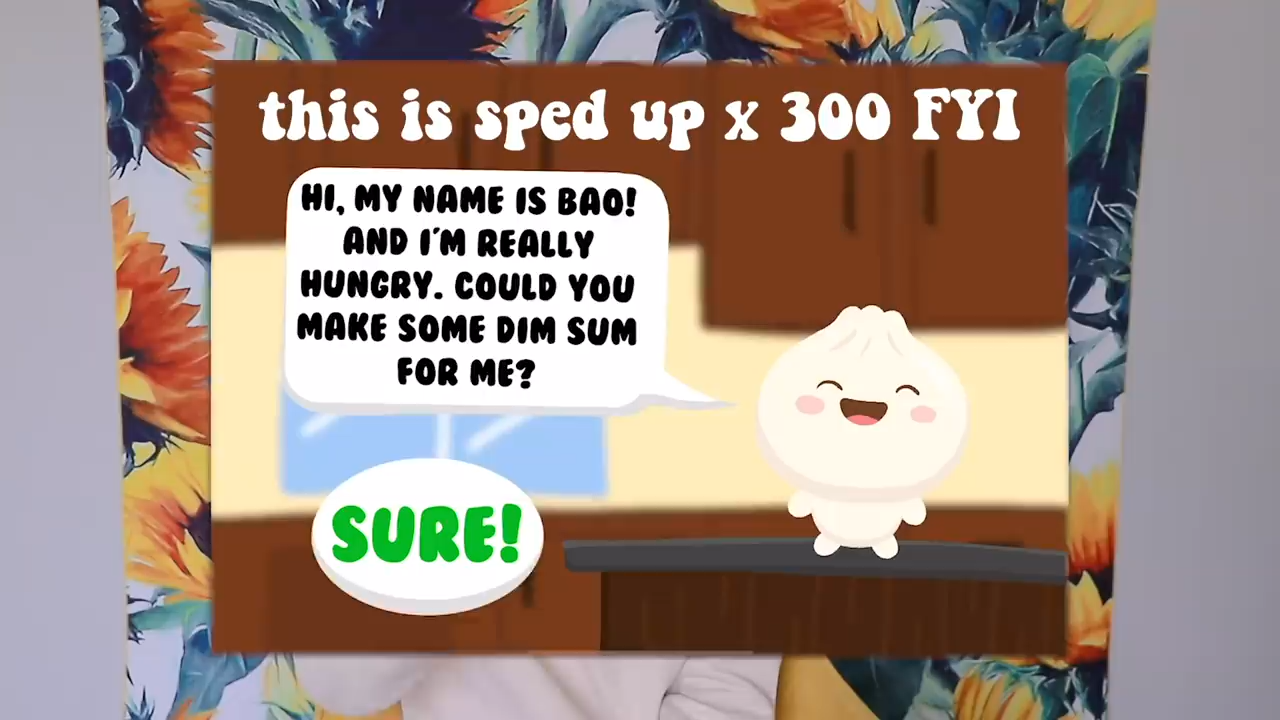 this is sped up x 300 FYI
HI, MY NAME IS BAO!
AND I'M REALLY
HUNGRY. COULD YOU
MAKE SOME DIM SUM
FOR ME?
SURE!